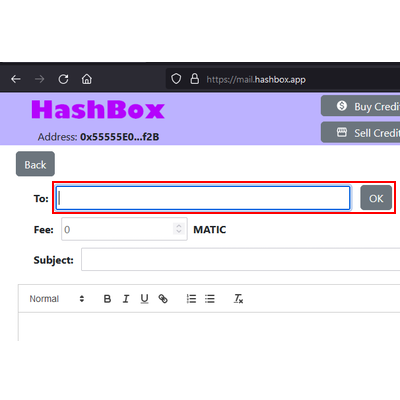 https://mail.hashbox.app
HashBox
Buy Credi
Address: 0x55555E0...f2B
Sell Credi
Back
To:
OK
Fee: 0 MATIC
Subject:
Normal B I U